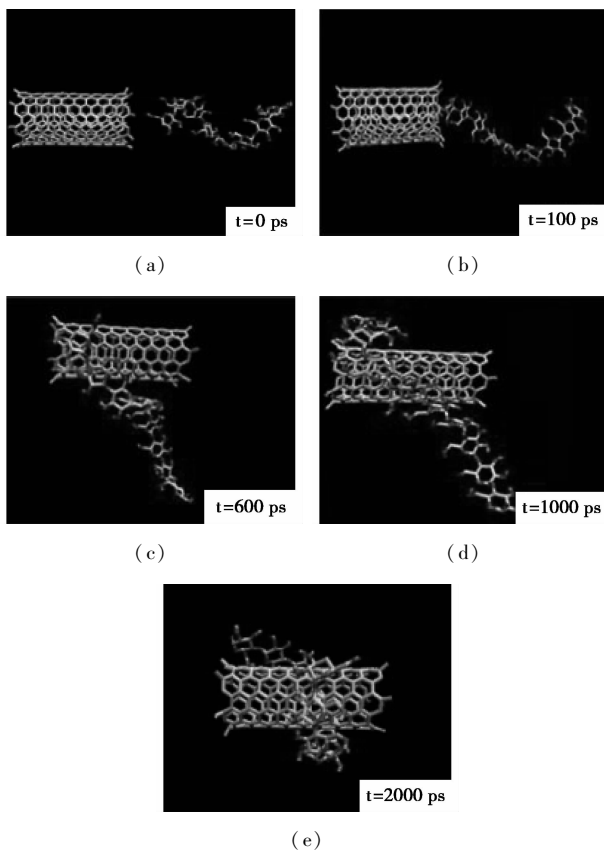 t=0 ps
t=100 ps
(a)
(b)
t=600 ps
t=1000 ps
(c)
(d)
t=2000 ps
(e)